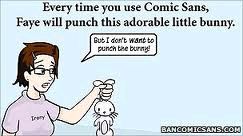 Every time you use Comic Sans,
Faye will punch this adorable little bunny.
But I don't want to
punch the bunny!
Irony
BANCOMICSANS.COM